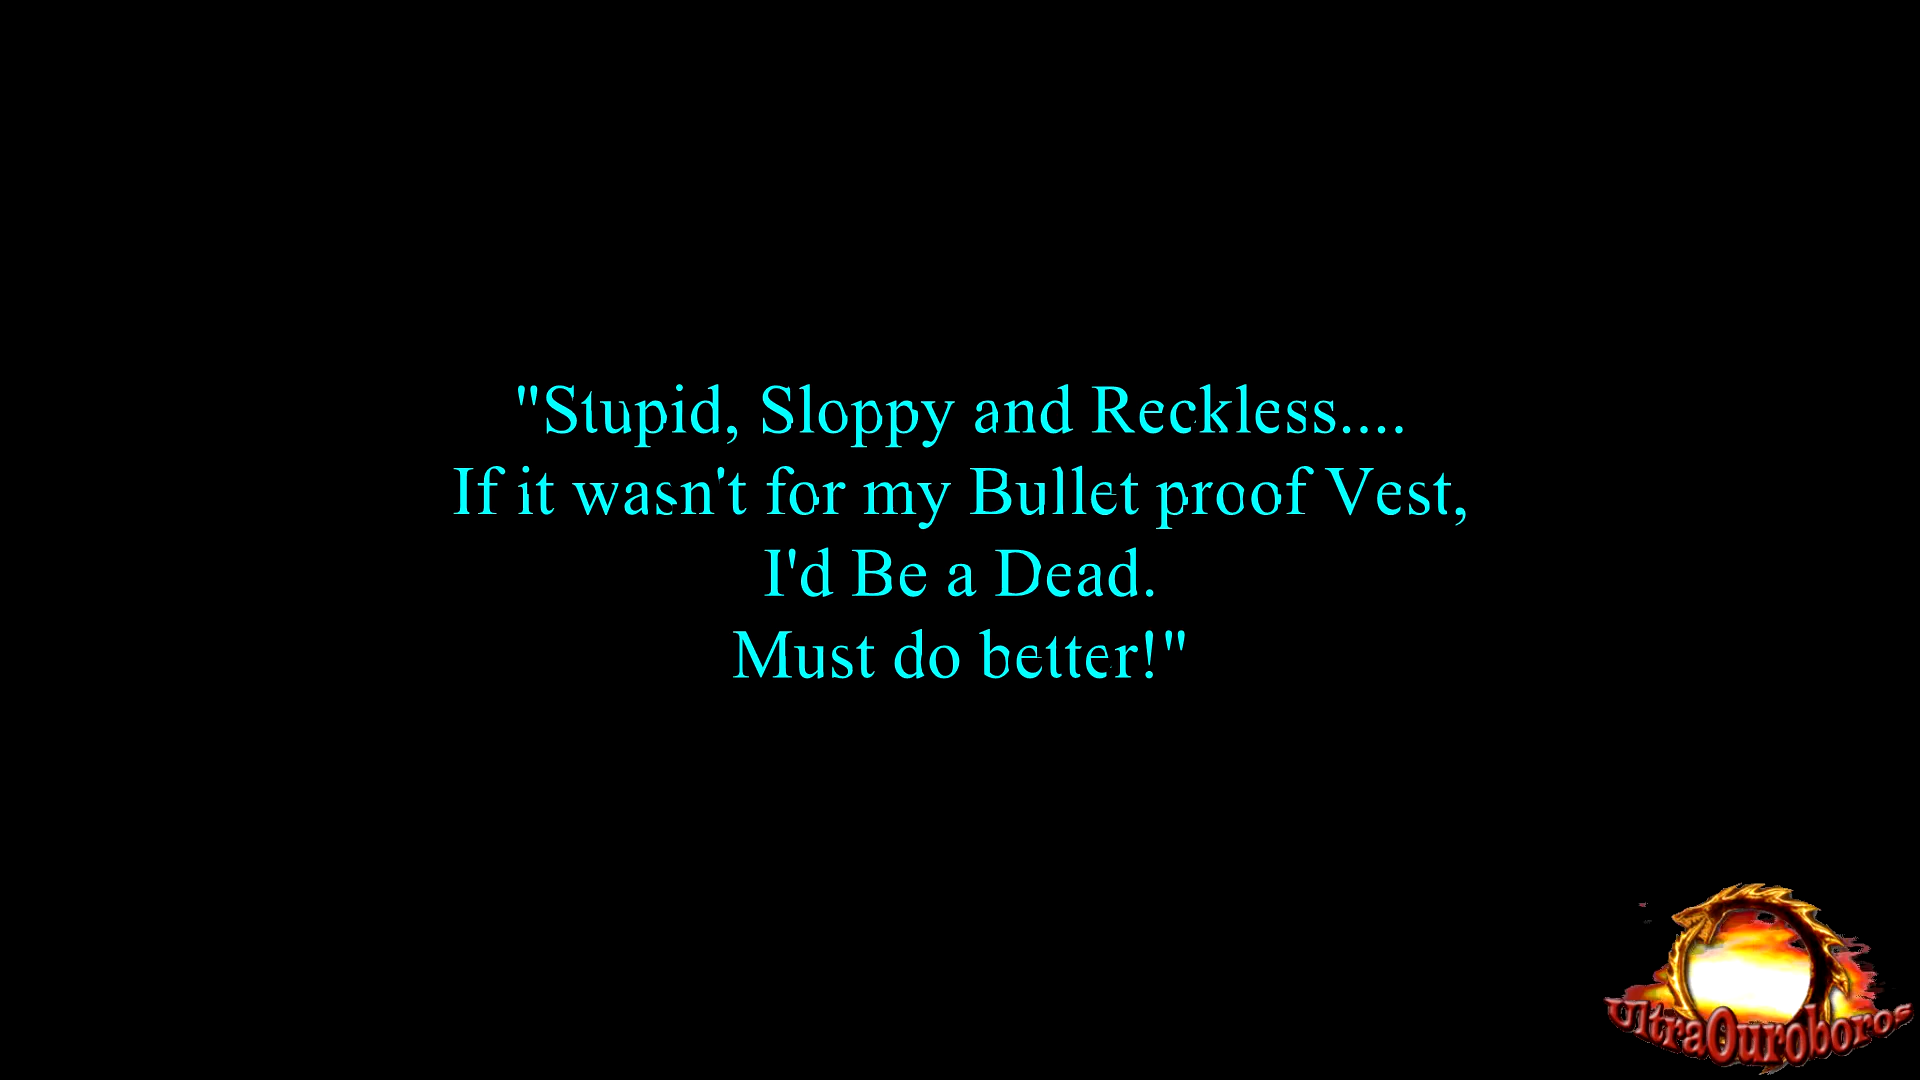 "Stupid, Sloppy and Reckless....
If it wasn't for my Bullet proof Vest,
I'd Be a Dead.
Must do better!"
UltraOuroboros